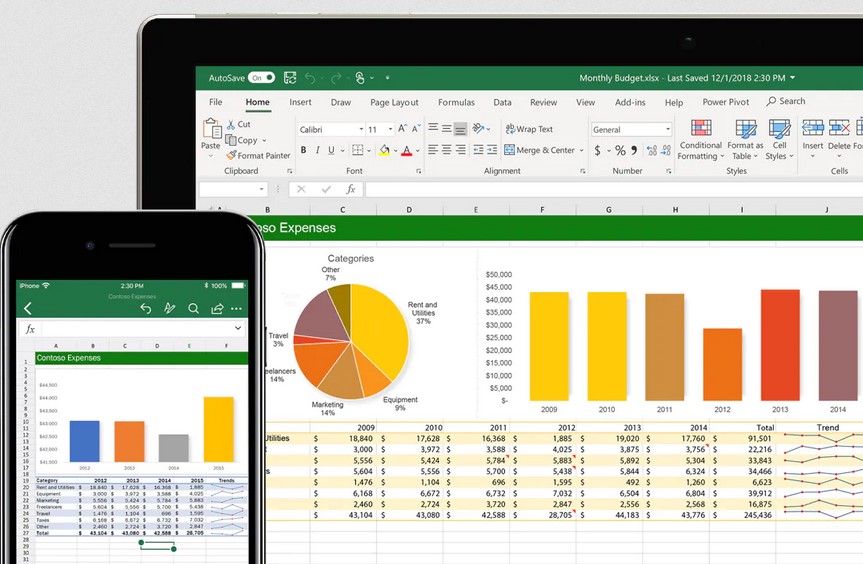 AutoSave On Monthly Budget.xlsx - Last Saved 12/1/2018 2:30 PM
File Home Insert Draw Page Layout Formulas Data Review View Add-ins Help Power Pivot Search
Paste Cut
Copy
Format Painter
Calibri 11
B I U
Wrap Text
Merge & Center
General
$ % 9
Conditional Formatting
Format as Table
Cell Styles
Insert Delete
Clipboard Font Alignment Number Styles Cells
fx
A B C D E F G H I J
oso Expenses
Categories
Other
7%
Rent and
Utilities
37%
Equipment
9%
Marketing
14%
eelancers
14%
Travel
3%
$50,000
$45,000
$40,000
$35,000
$30,000
$25,000
$20,000
$15,000
$10,000
$5,000
$-
2009 2010 2011 2012 2013 2014
2009 2010 2011 2012 2013 2014 Total Trend
Utilities $ 18,840 $ 17,628 $ 16,368 $ 1,885 $ 19,020 $ 17,760 $ 91,501
$ 3,000 $ 3,972 $ 3,588 $ 4,025 $ 3,875 $ 3,756 $ 22,216
$ 5,556 $ 5,424 $ 5,784 $ 5,883 $ 5,892 $ 5,304 $ 33,843
s $ 5,604 $ 5,556 $ 5,700 $ 5,438 $ 5,844 $ 6,324 $ 34,466
$ 1,476 $ 1,104 $ 696 $ 1,595 $ 492 $ 1,260 $ 6,623
$ 6,168 $ 6,672 $ 6,732 $ 7,032 $ 6,504 $ 6,804 $ 39,912
$ 2,460 $ 2,724 $ 3,720 $ 2,847 $ 2,556 $ 2,568 $ 16,875
$ 43,104 $ 43,080 $ 42,588 $ 28,705 $ 44,183 $ 43,776 $ 245,436
iPhone 2:30 PM 100%
Contoso Expenses
fx
A B C D E F
Contoso Expenses
$44,500
$44,000
$43,500
$43,000
$42,500
$42,000
$41,500
2012 2013 2014 2015
Category 2012 2013 2014 2015 Trends
Rent and Utilities $ 18,840 $ 17,628 $ 16,368 $ 1,885
Equipment $ 3,000 $ 3,972 $ 3,588 $ 4,025
Marketing $ 5,556 $ 5,424 $ 5,784 $ 5,883
Freelancers $ 5,604 $ 5,556 $ 5,700 $ 5,438
Travel $ 1,476 $ 1,104 $ 696 $ 1,595
Taxes $ 6,168 $ 6,672 $ 6,732 $ 7,032
Other $ 2,460 $ 2,724 $ 3,720 $ 2,847
Total $ 43,104 $ 43,080 $ 42,588 $ 28,705